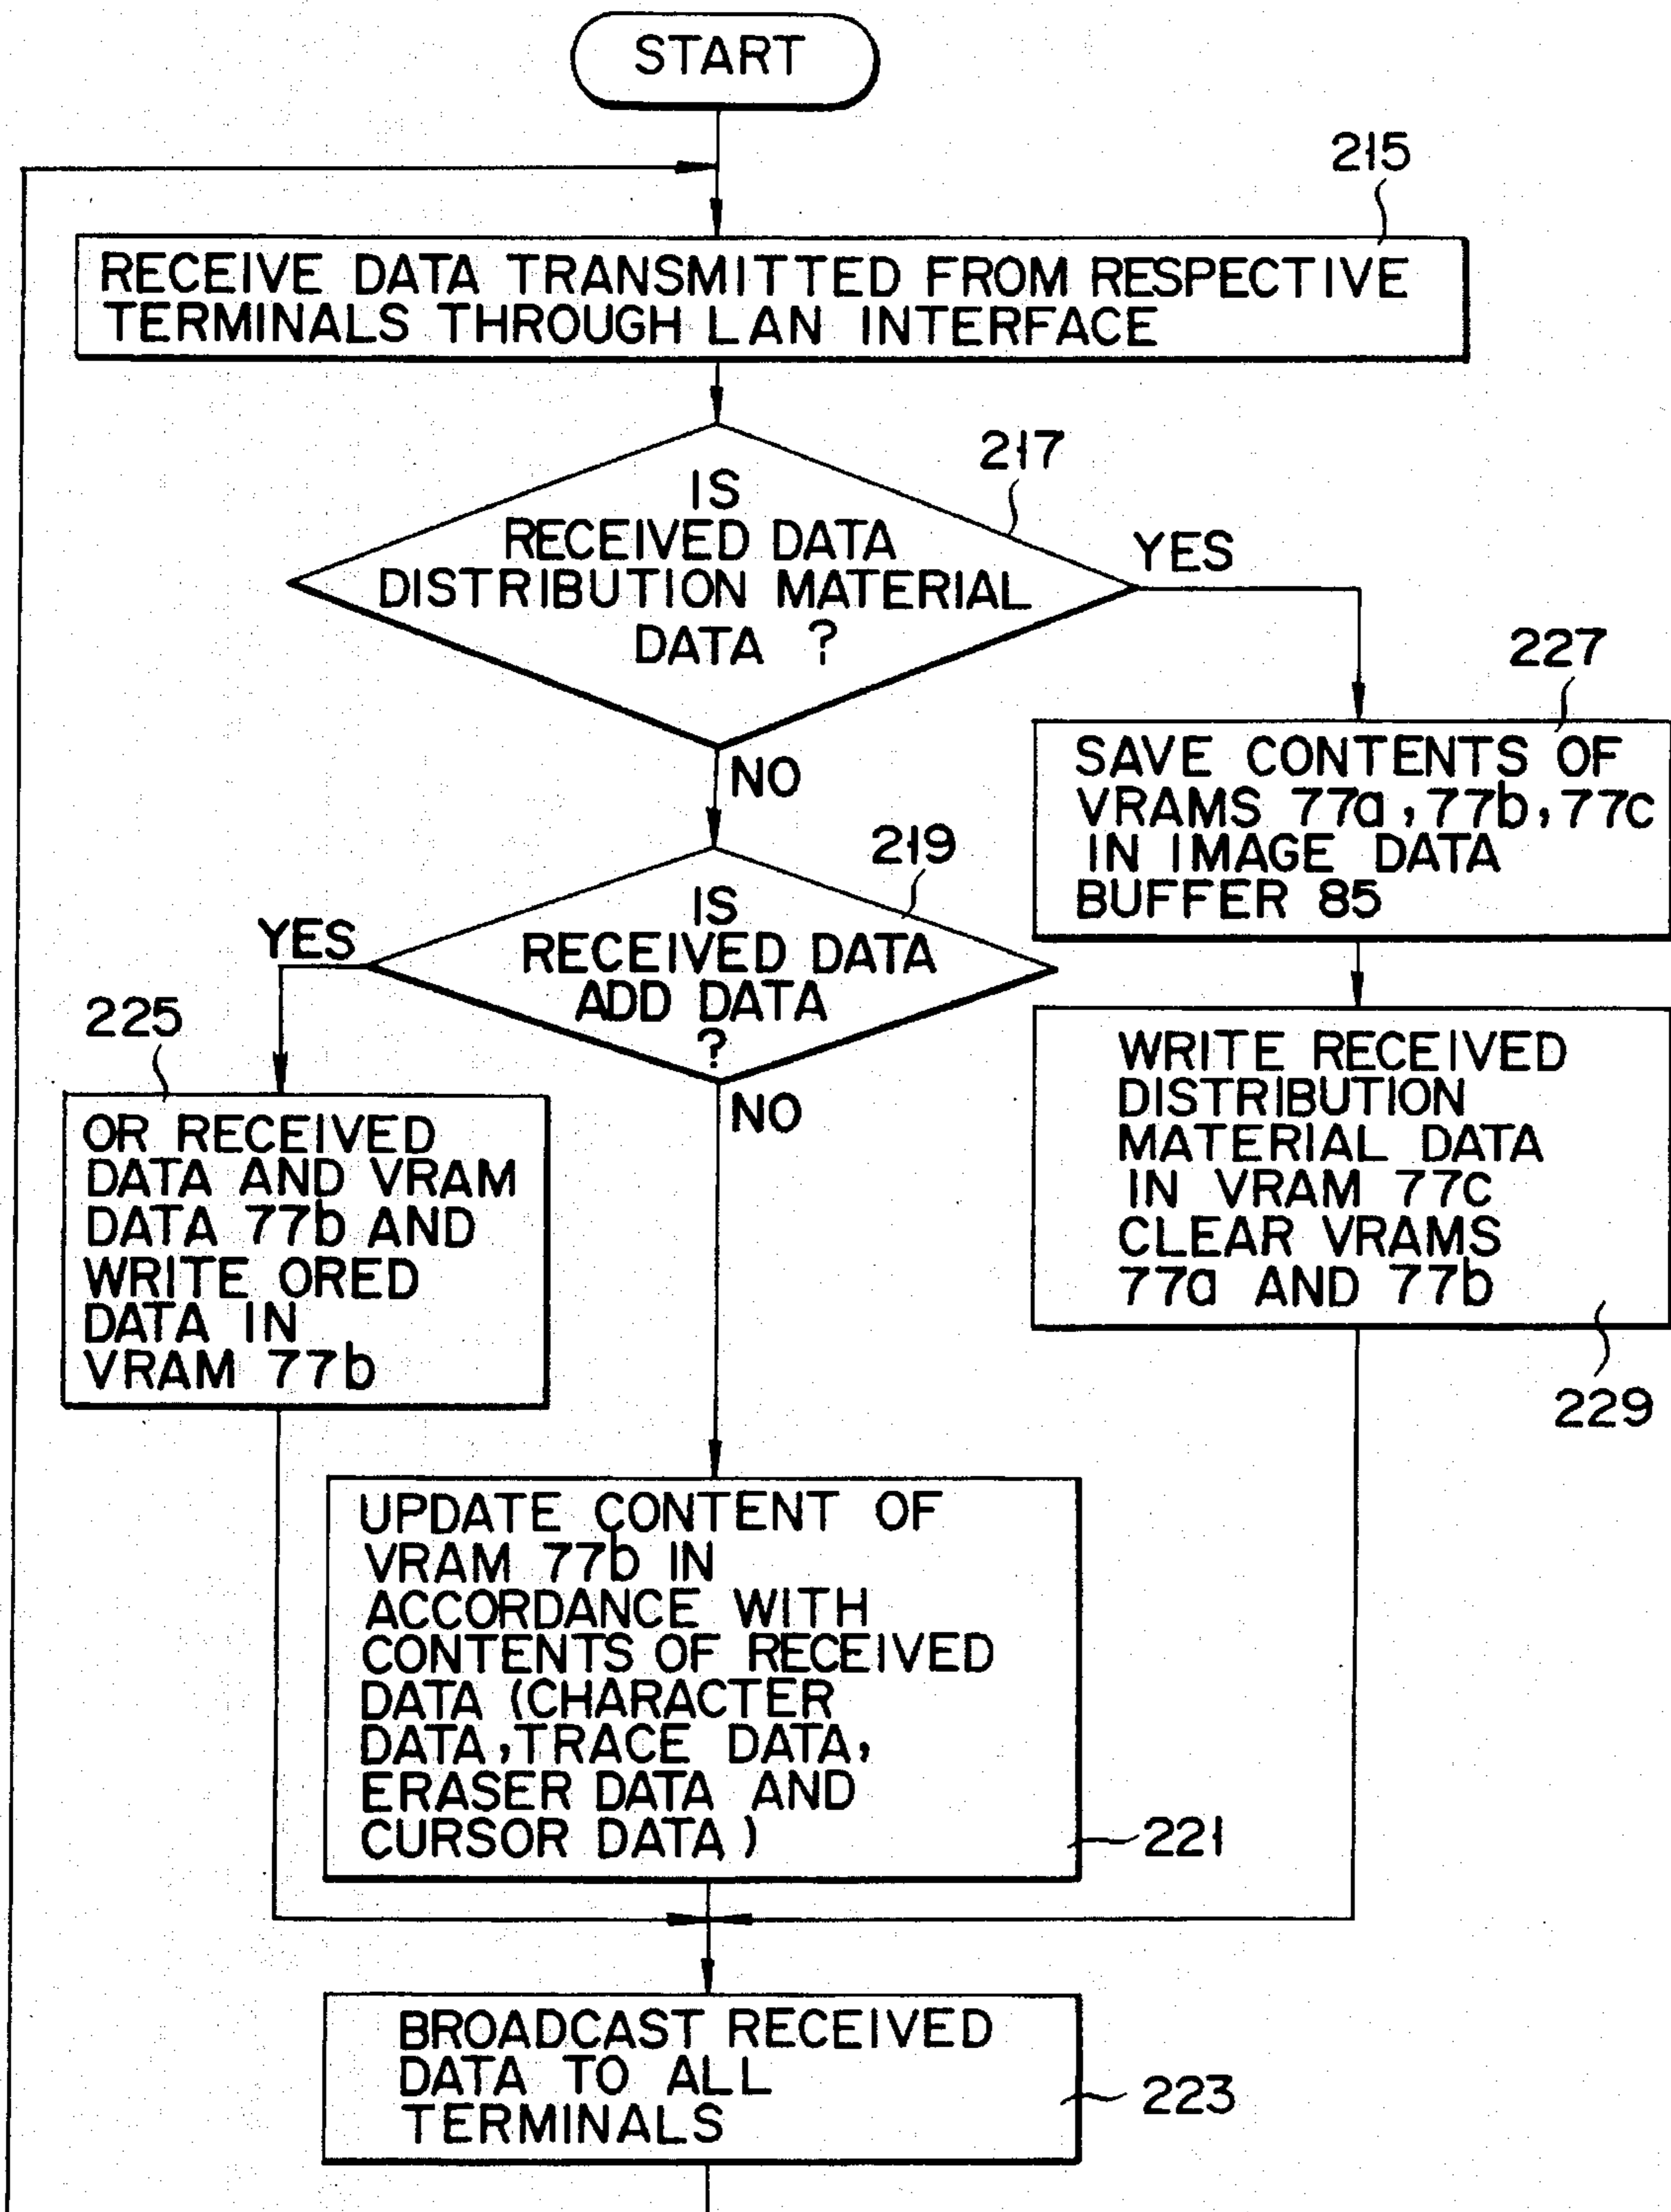 START
215
RECEIVE DATA TRANSMITTED FROM RESPECTIVE
TERMINALS THROUGH LAN INTERFACE
217
IS
RECEIVED DATA
DISTRIBUTION MATERIAL
DATA ?
YES
NO
227
SAVE CONTENTS OF
VRAMS 77a, 77b, 77c
IN IMAGE DATA
BUFFER 85
219
IS
RECEIVED DATA
ADD DATA
?
YES
NO
225
OR RECEIVED
DATA AND VRAM
DATA 77b AND
WRITE ORED
DATA IN
VRAM 77b
WRITE RECEIVED
DISTRIBUTION
MATERIAL DATA
IN VRAM 77c
CLEAR VRAMS
77a AND 77b
229
UPDATE CONTENT OF
VRAM 77b IN
ACCORDANCE WITH
CONTENTS OF RECEIVED
DATA (CHARACTER
DATA, TRACE DATA,
ERASER DATA AND
CURSOR DATA)
221
BROADCAST RECEIVED
DATA TO ALL
TERMINALS
223